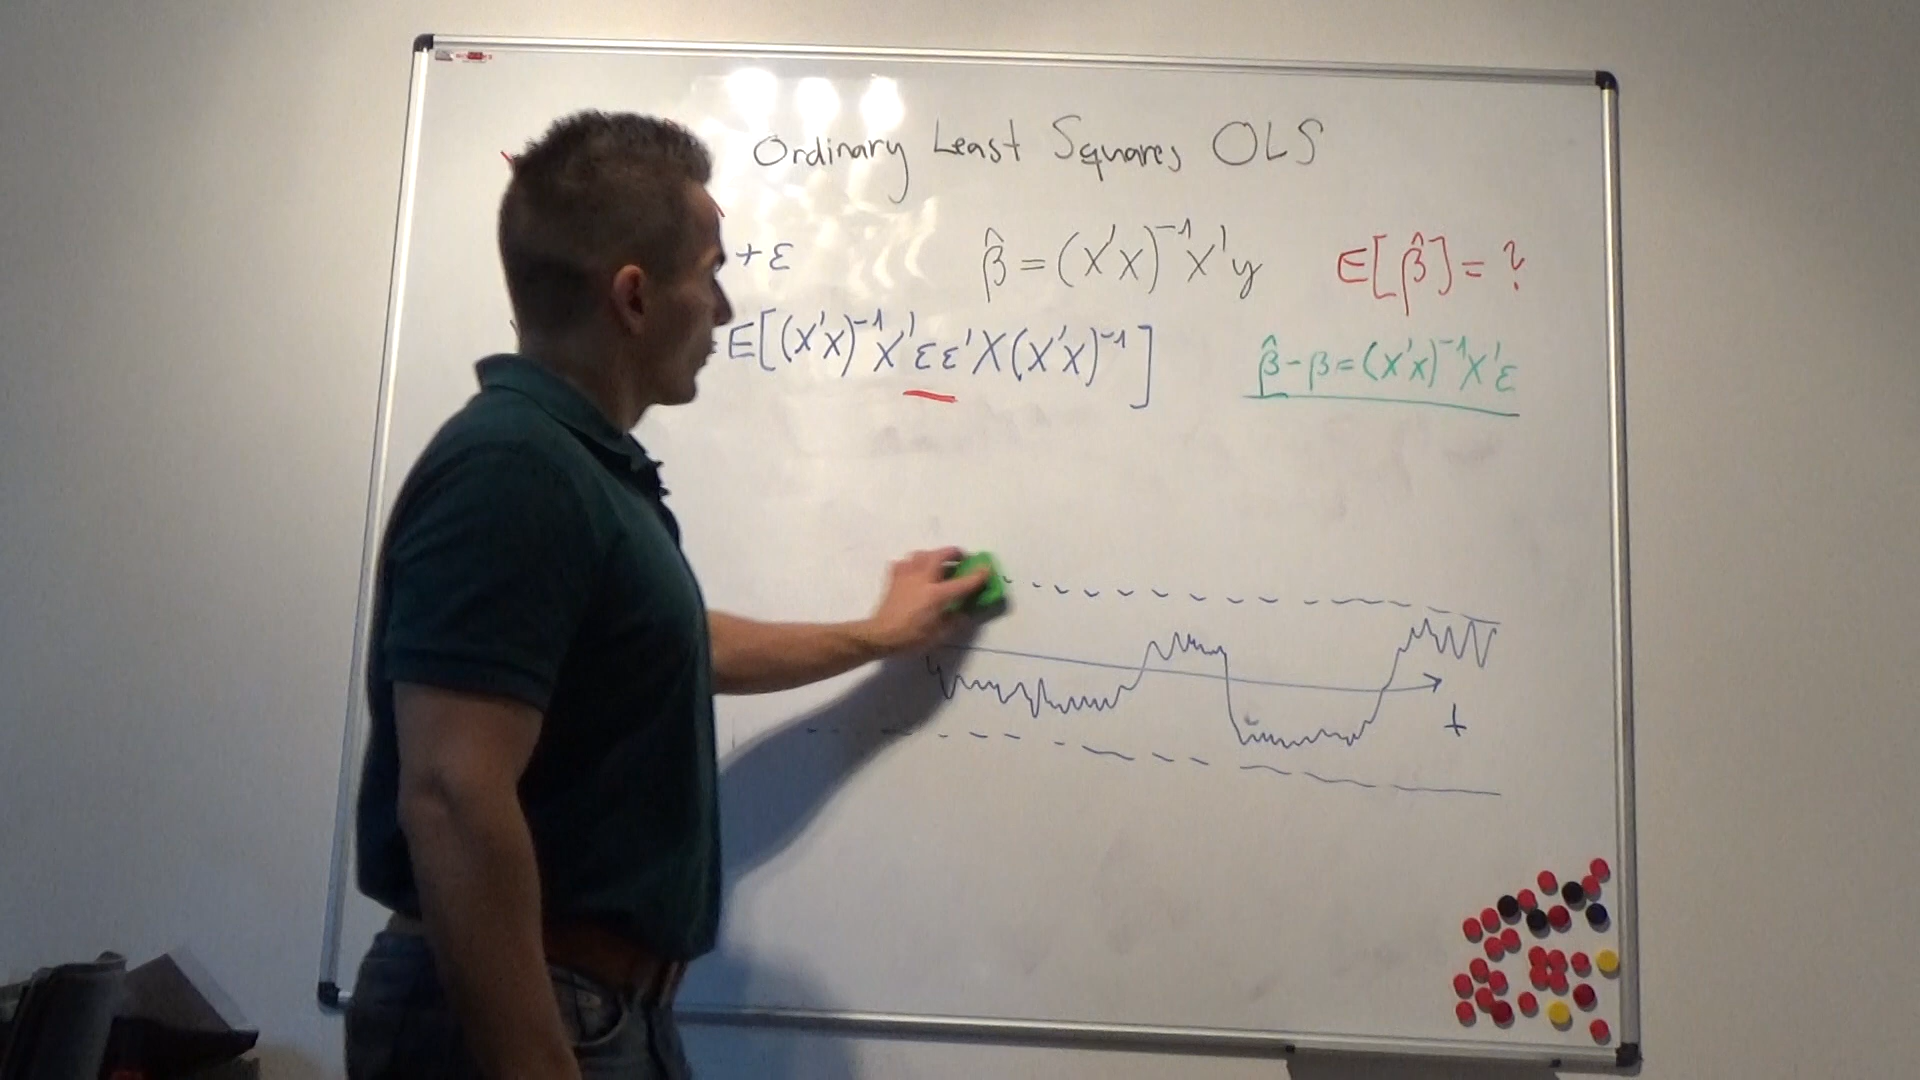 Ordinary Least Squares OLS
+ε β̂ = (X'X)⁻¹X'y E[β̂] = ?
= E[(X'X)⁻¹X'εε'X(X'X)⁻¹] β̂ - β = (X'X)⁻¹X'ε
t